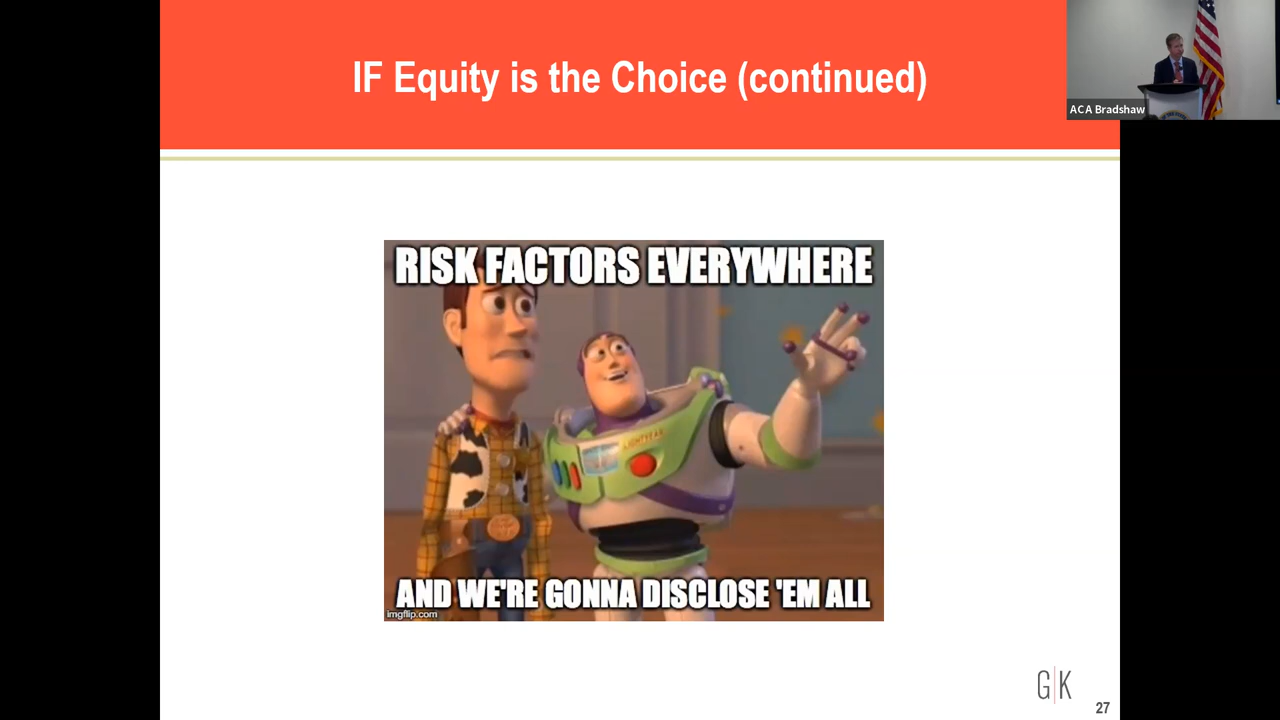 IF Equity is the Choice (continued)
ACA Bradshaw
RISK FACTORS EVERYWHERE
LIGHTYEAR
AND WE'RE GONNA DISCLOSE 'EM ALL
imgflip.com
G|K
27